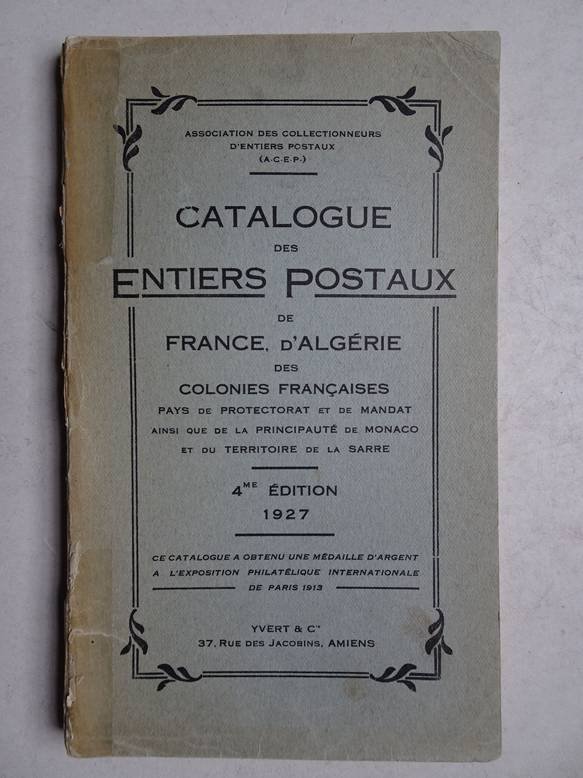 ASSOCIATION DES COLLECTIONNEURS
D'ENTIERS POSTAUX
(A·C·E·P·)
CATALOGUE
DES
ENTIERS POSTAUX
DE
FRANCE, D'ALGÉRIE
DES
COLONIES FRANÇAISES
PAYS DE PROTECTORAT ET DE MANDAT
AINSI QUE DE LA PRINCIPAUTÉ DE MONACO
ET DU TERRITOIRE DE LA SARRE
4ME ÉDITION
1927
CE CATALOGUE A OBTENU UNE MÉDAILLE D'ARGENT
A L'EXPOSITION PHILATÉLIQUE INTERNATIONALE
DE PARIS 1913
YVERT & Cie
37, RUE DES JACOBINS, AMIENS